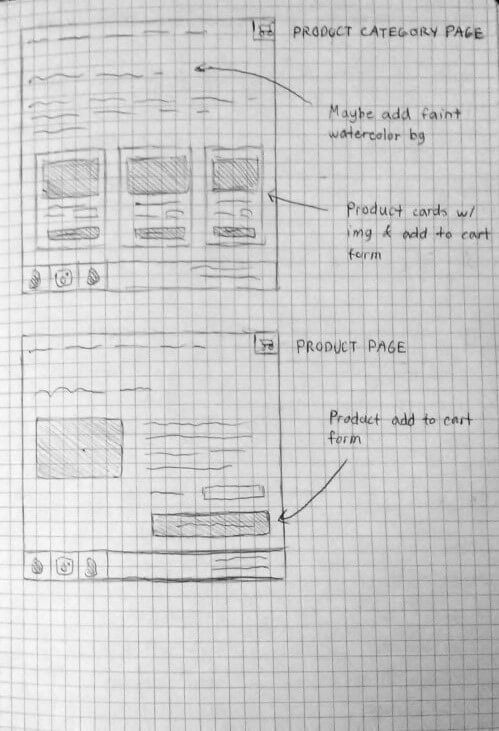 PRODUCT CATEGORY PAGE
Maybe add faint
watercolor bg
Product cards w/
img & add to cart
form
PRODUCT PAGE
Product add to cart
form